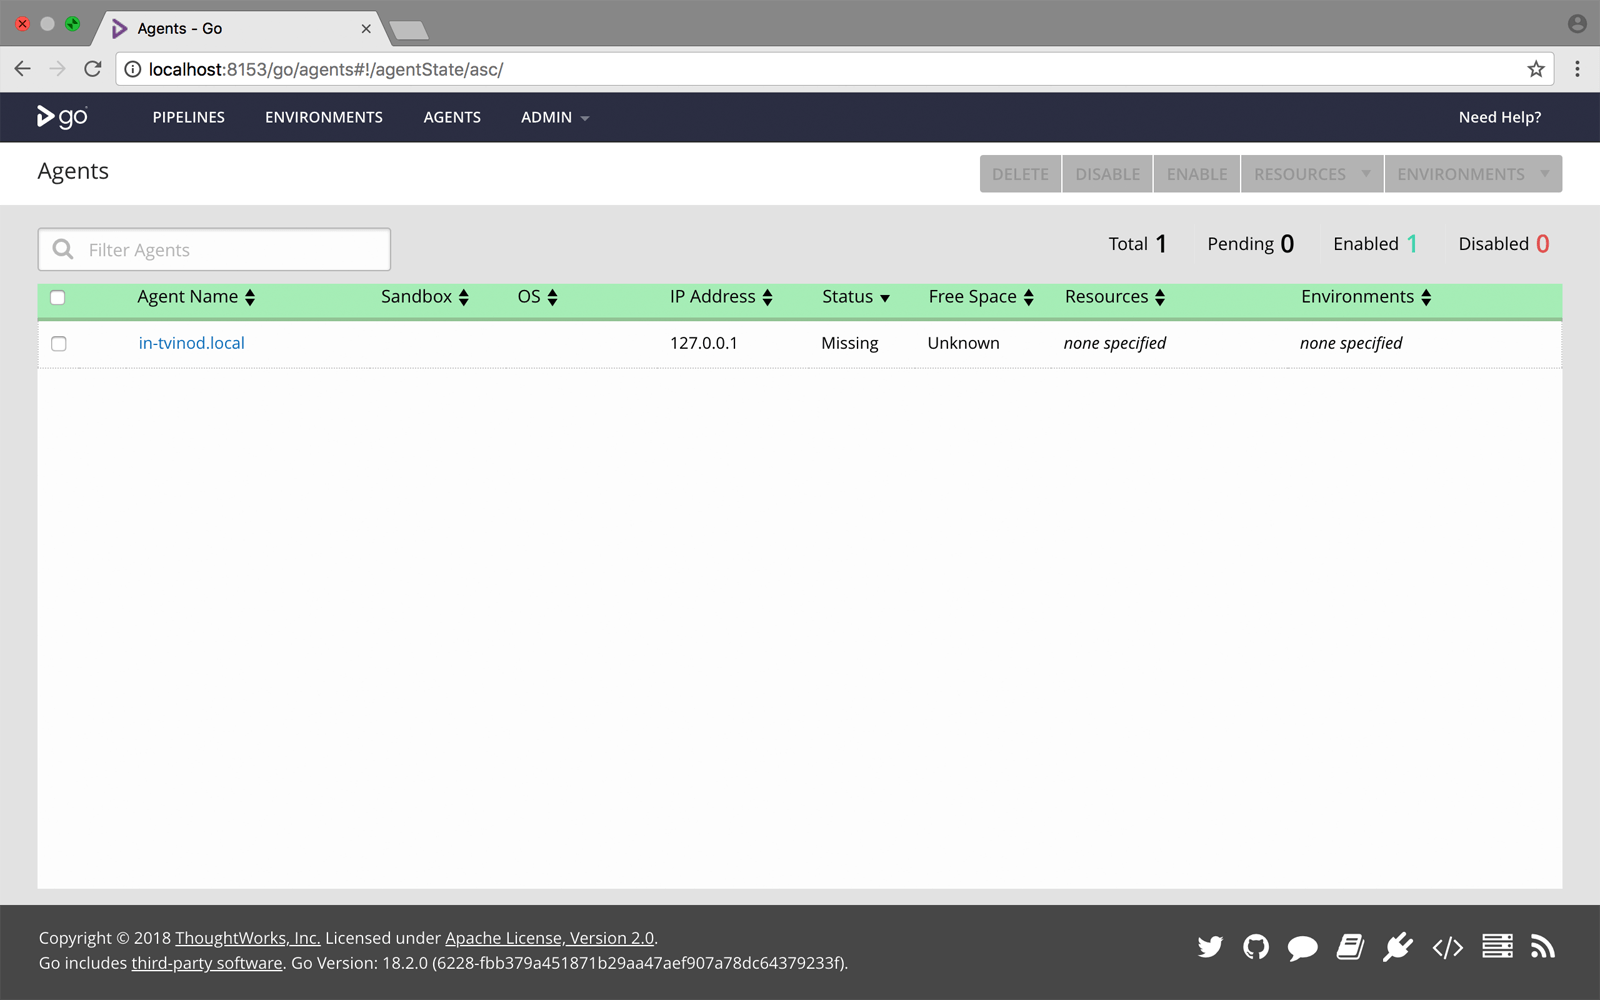 Agents - Go
localhost:8153/go/agents#!/agentState/asc/
go PIPELINES ENVIRONMENTS AGENTS ADMIN Need Help?
Agents DELETE DISABLE ENABLE RESOURCES ENVIRONMENTS
Filter Agents Total 1 Pending 0 Enabled 1 Disabled 0
Agent Name Sandbox OS IP Address Status Free Space Resources Environments
in-tvinod.local 127.0.0.1 Missing Unknown none specified none specified
Copyright © 2018 ThoughtWorks, Inc. Licensed under Apache License, Version 2.0.
Go includes third-party software. Go Version: 18.2.0 (6228-fbb379a451871b29aa47aef907a78dc64379233f).